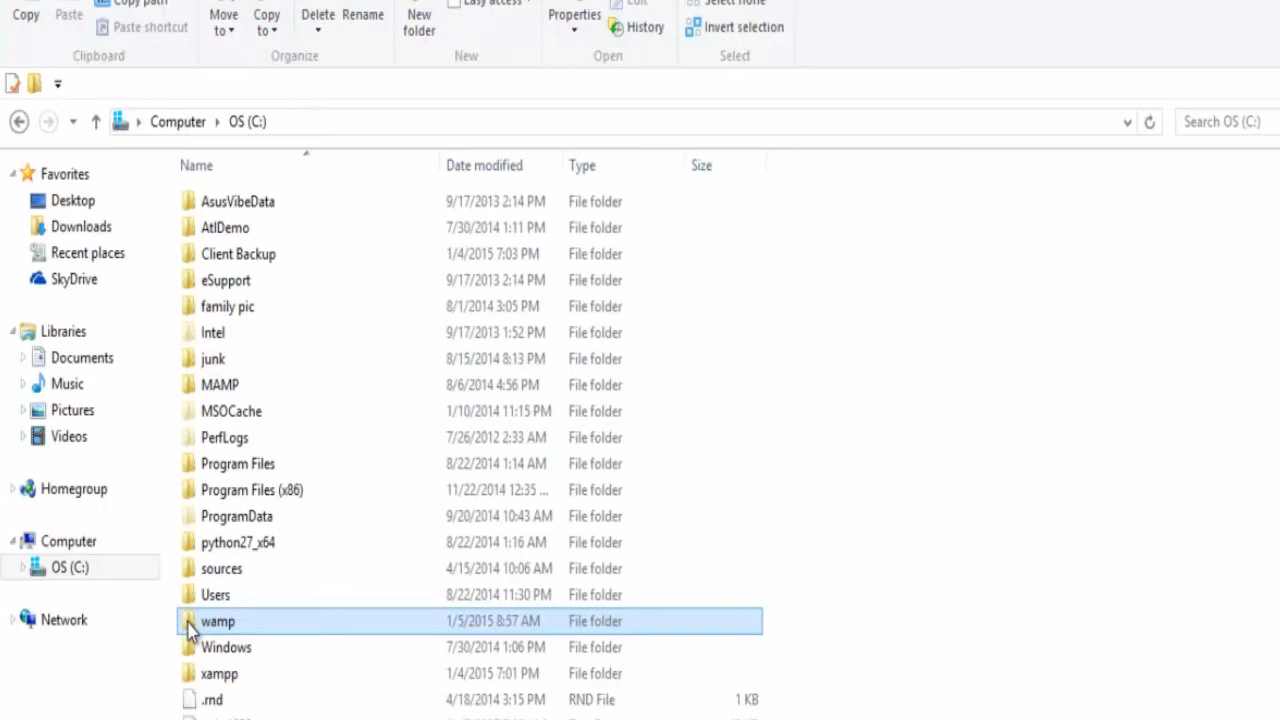 Copy path Easy access Edit Select none
Copy Paste Paste shortcut Move to Copy to Delete Rename New folder Properties History Invert selection
Clipboard Organize New Open Select
Computer OS (C:) Search OS (C:)
Name Date modified Type Size
Favorites
Desktop
Downloads
Recent places
SkyDrive
Libraries
Documents
Music
Pictures
Videos
Homegroup
Computer
OS (C:)
Network
AsusVibeData 9/17/2013 2:14 PM File folder
AtlDemo 7/30/2014 1:11 PM File folder
Client Backup 1/4/2015 7:03 PM File folder
eSupport 9/17/2013 2:14 PM File folder
family pic 8/1/2014 3:05 PM File folder
Intel 9/17/2013 1:52 PM File folder
junk 8/15/2014 8:13 PM File folder
MAMP 8/6/2014 4:56 PM File folder
MSOCache 1/10/2014 11:15 PM File folder
PerfLogs 7/26/2012 2:33 AM File folder
Program Files 8/22/2014 1:14 AM File folder
Program Files (x86) 11/22/2014 12:35 ... File folder
ProgramData 9/20/2014 10:43 AM File folder
python27_x64 8/22/2014 1:16 AM File folder
sources 4/15/2014 10:06 AM File folder
Users 8/22/2014 11:30 PM File folder
wamp 1/5/2015 8:57 AM File folder
Windows 7/30/2014 1:06 PM File folder
xampp 1/4/2015 7:01 PM File folder
.rnd 4/18/2014 3:15 PM RND File 1 KB